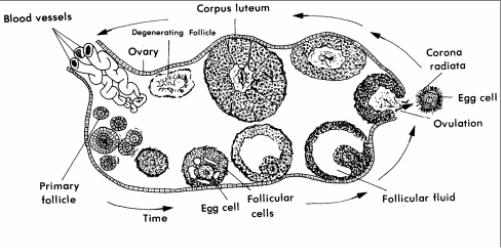 Corpus luteum
Blood vessels
Degenerating Follicle
Ovary
Corona
radiata
Egg cell
Ovulation
Primary
follicle
Time
Egg cell
Follicular
cells
Follicular fluid